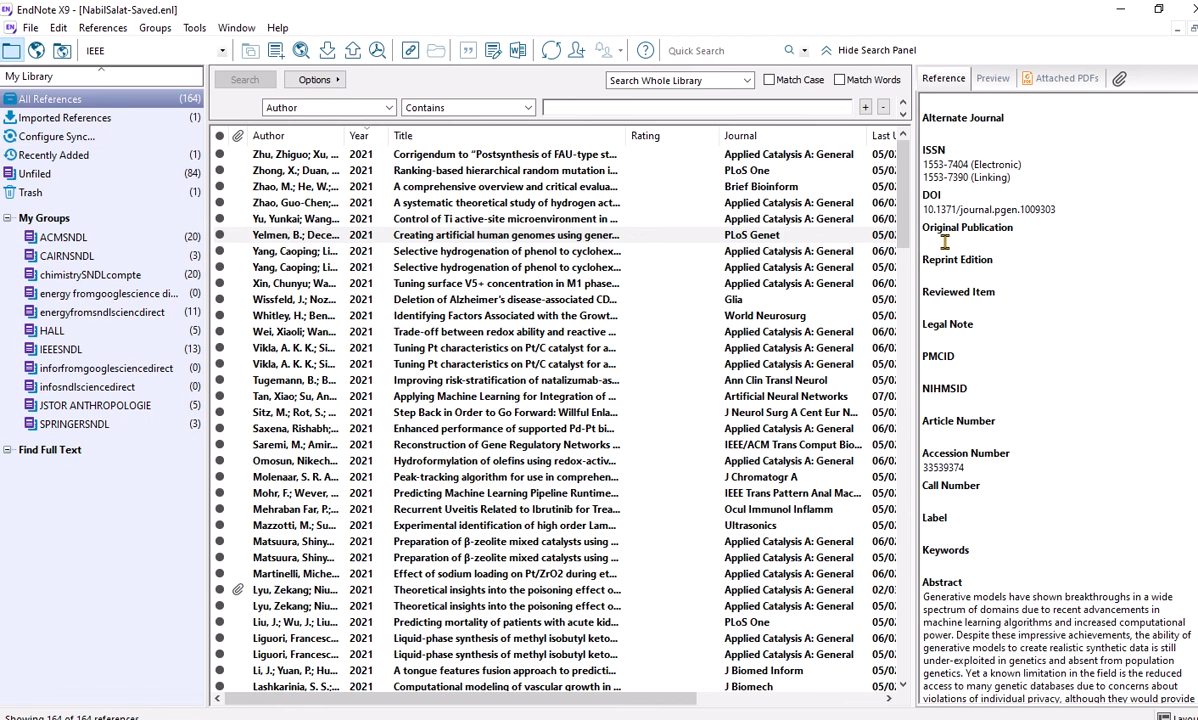 EndNote X9 - [NabilSalat-Saved.enl]
File Edit References Groups Tools Window Help
IEEE
Quick Search
Hide Search Panel
My Library
All References (164)
Imported References (1)
Configure Sync...
Recently Added (1)
Unfiled (84)
Trash (1)
My Groups
ACMSNDL (20)
CAIRNSNDL (3)
chimistrySNDLcompte (20)
energy fromgooglescience di... (0)
energyfromsndlsciencdirect (11)
HALL (5)
IEEESNDL (13)
inforfromgooglesciencedirect (0)
infosndlsciencedirect (0)
JSTOR ANTHROPOLOGIE (5)
SPRINGERSNDL (3)
Find Full Text
Search Options Search Whole Library Match Case Match Words
Author Contains + -
Author Year Title Rating Journal Last U
Zhu, Zhiguo; Xu, ... 2021 Corrigendum to “Postsynthesis of FAU-type st... Applied Catalysis A: General 05/0
Zhong, X.; Duan, ... 2021 Ranking-based hierarchical random mutation i... PLoS One 05/0
Zhao, M.; He, W.;... 2021 A comprehensive overview and critical evalua... Brief Bioinform 05/0
Zhao, Guo-Chen;... 2021 A systematic theoretical study of hydrogen act... Applied Catalysis A: General 06/0
Yu, Yunkai; Wang... 2021 Control of Ti active-site microenvironment in ... Applied Catalysis A: General 06/0
Yelmen, B.; Dece... 2021 Creating artificial human genomes using gener... PLoS Genet 05/0
Yang, Caoping; Li... 2021 Selective hydrogenation of phenol to cyclohex... Applied Catalysis A: General 06/0
Yang, Caoping; Li... 2021 Selective hydrogenation of phenol to cyclohex... Applied Catalysis A: General 05/0
Xin, Chunyu; Wa... 2021 Tuning surface V5+ concentration in M1 phase... Applied Catalysis A: General 05/0
Wissfeld, J.; Noz... 2021 Deletion of Alzheimer's disease-associated CD... Glia 05/0
Whitley, H.; Ben... 2021 Identifying Factors Associated with the Growt... World Neurosurg 05/0
Wei, Xiaoli; Wan... 2021 Trade-off between redox ability and reactive ... Applied Catalysis A: General 06/0
Vikla, A. K. K.; Si... 2021 Tuning Pt characteristics on Pt/C catalyst for a... Applied Catalysis A: General 06/0
Vikla, A. K. K.; Si... 2021 Tuning Pt characteristics on Pt/C catalyst for a... Applied Catalysis A: General 05/0
Tugemann, B.; B... 2021 Improving risk-stratification of natalizumab-as... Ann Clin Transl Neurol 05/0
Tan, Xiao; Su, An... 2021 Applying Machine Learning for Integration of ... Artificial Neural Networks 07/0
Sitz, M.; Rot, S.; ... 2021 Step Back in Order to Go Forward: Willful Enla... J Neurol Surg A Cent Eur N... 05/0
Saxena, Rishabh;... 2021 Enhanced performance of supported Pd-Pt bi... Applied Catalysis A: General 06/0
Saremi, M.; Amir... 2021 Reconstruction of Gene Regulatory Networks ... IEEE/ACM Trans Comput Bio... 05/0
Omosun, Nikech... 2021 Hydroformylation of olefins using redox-activ... Applied Catalysis A: General 06/0
Molenaar, S. R. A... 2021 Peak-tracking algorithm for use in comprehen... J Chromatogr A 05/0
Mohr, F.; Wever, ... 2021 Predicting Machine Learning Pipeline Runtime... IEEE Trans Pattern Anal Mac... 05/0
Mehraban Far, P.;... 2021 Recurrent Uveitis Related to Ibrutinib for Trea... Ocul Immunol Inflamm 05/0
Mazzotti, M.; Su... 2021 Experimental identification of high order Lam... Ultrasonics 05/0
Matsuura, Shiny... 2021 Preparation of β-zeolite mixed catalysts using ... Applied Catalysis A: General 06/0
Matsuura, Shiny... 2021 Preparation of β-zeolite mixed catalysts using ... Applied Catalysis A: General 05/0
Martinelli, Miche... 2021 Effect of sodium loading on Pt/ZrO2 during et... Applied Catalysis A: General 06/0
Lyu, Zekang; Niu... 2021 Theoretical insights into the poisoning effect o... Applied Catalysis A: General 02/0
Lyu, Zekang; Niu... 2021 Theoretical insights into the poisoning effect o... Applied Catalysis A: General 05/0
Liu, J.; Wu, J.; Liu... 2021 Predicting mortality of patients with acute kid... PLoS One 05/0
Liguori, Francesc... 2021 Liquid-phase synthesis of methyl isobutyl keto... Applied Catalysis A: General 06/0
Liguori, Francesc... 2021 Liquid-phase synthesis of methyl isobutyl keto... Applied Catalysis A: General 05/0
Li, J.; Yuan, P.; Hu... 2021 A tongue features fusion approach to predicti... J Biomed Inform 05/0
Lashkarinia, S. S.;... 2021 Computational modeling of vascular growth in ... J Biomech 05/0
Reference Preview Attached PDFs
Alternate Journal
ISSN
1553-7404 (Electronic)
1553-7390 (Linking)
DOI
10.1371/journal.pgen.1009303
Original Publication
Reprint Edition
Reviewed Item
Legal Note
PMCID
NIHMSID
Article Number
Accession Number
33539374
Call Number
Label
Keywords
Abstract
Generative models have shown breakthroughs in a wide
spectrum of domains due to recent advancements in
machine learning algorithms and increased computational
power. Despite these impressive achievements, the ability of
generative models to create realistic synthetic data is still
under-exploited in genetics and absent from population
genetics. Yet a known limitation in the field is the reduced
access to many genetic databases due to concerns about
violations of individual privacy, although they would provide
Showing 164 of 164 references.
Layou